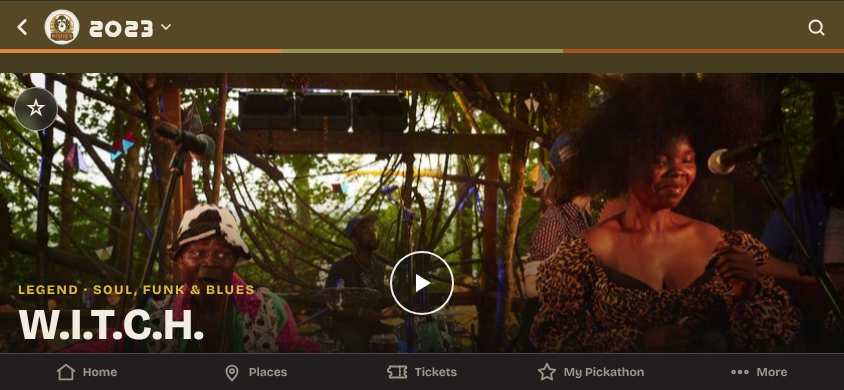 2023
LEGEND · SOUL, FUNK & BLUES
W.I.T.C.H.
Home
Places
Tickets
My Pickathon
More